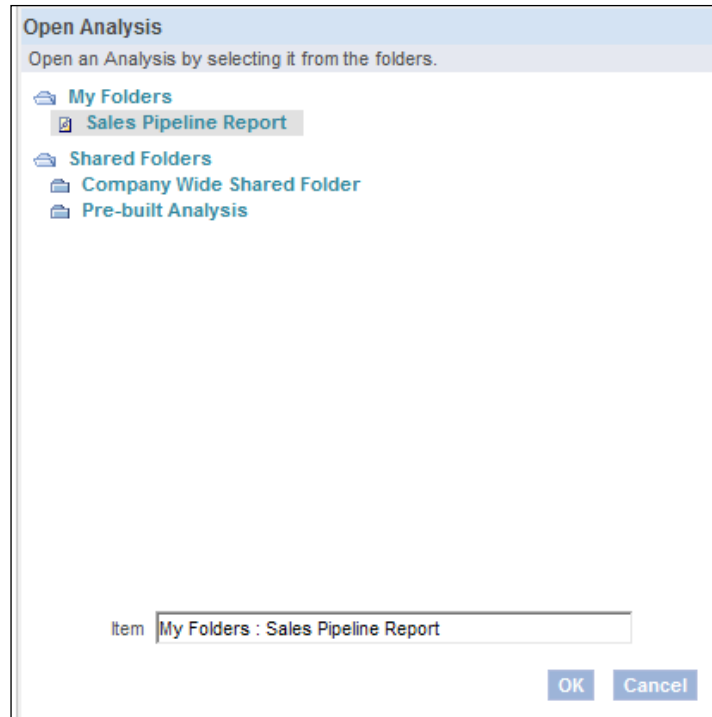 Open Analysis
Open an Analysis by selecting it from the folders.
My Folders
Sales Pipeline Report
Shared Folders
Company Wide Shared Folder
Pre-built Analysis
Item My Folders : Sales Pipeline Report
OK Cancel